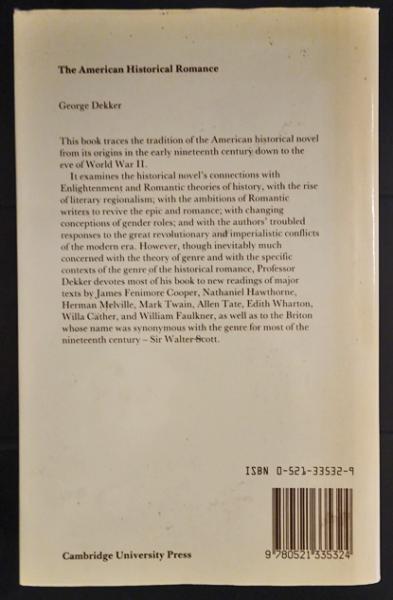 The American Historical Romance
George Dekker
This book traces the tradition of the American historical novel
from its origins in the early nineteenth century down to the
eve of World War II.
It examines the historical novel's connections with
Enlightenment and Romantic theories of history, with the rise
of literary regionalism; with the ambitions of Romantic
writers to revive the epic and romance; with changing
conceptions of gender roles; and with the authors' troubled
responses to the great revolutionary and imperialistic conflicts
of the modern era. However, though inevitably much
concerned with the theory of genre and with the specific
contexts of the genre of the historical romance, Professor
Dekker devotes most of his book to new readings of major
texts by James Fenimore Cooper, Nathaniel Hawthorne,
Herman Melville, Mark Twain, Allen Tate, Edith Wharton,
Willa Cather, and William Faulkner, as well as to the Briton
whose name was synonymous with the genre for most of the
nineteenth century – Sir Walter Scott.
ISBN 0-521-33532-9
9 780521 335324
Cambridge University Press